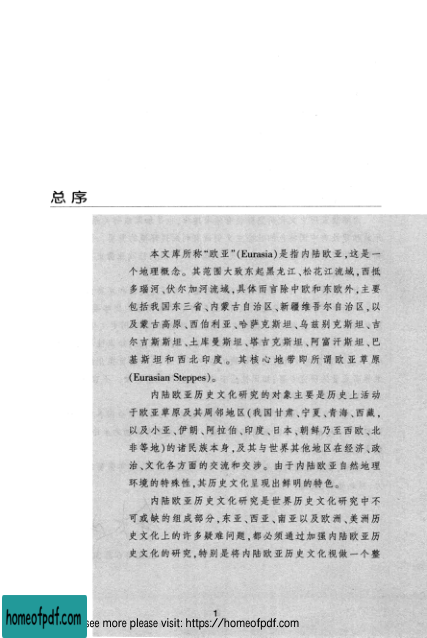 总序
本文库所称“欧亚”(Eurasia)是指内陆欧亚,这是一
个地理概念。其范围大致东起黑龙江、松花江流域,西抵
多瑙河、伏尔加河流域,具体而言除中欧和东欧外,主要
包括我国东三省、内蒙古自治区、新疆维吾尔自治区,以
及蒙古高原、西伯利亚、哈萨克斯坦、乌兹别克斯坦、吉
尔吉斯斯坦、土库曼斯坦、塔吉克斯坦、阿富汗斯坦、巴
基斯坦和西北印度。其核心地带即所谓欧亚草原
(Eurasian Steppes)。
内陆欧亚历史文化研究的对象主要是历史上活动
于欧亚草原及其周邻地区(我国甘肃、宁夏、青海、西藏,
以及小亚、伊朗、阿拉伯、印度、日本、朝鲜乃至西欧、北
非等地)的诸民族本身,及其与世界其他地区在经济、政
治、文化各方面的交流和交涉。由于内陆欧亚自然地理
环境的特殊性,其历史文化呈现出鲜明的特色。
内陆欧亚历史文化研究是世界历史文化研究中不
可或缺的组成部分,东亚、西亚、南亚以及欧洲、美洲历
史文化上的许多疑难问题,都必须通过加强内陆欧亚历
史文化的研究,特别是将内陆欧亚历史文化视做一个整
1
see more please visit: https://homeofpdf.com
homeofpdf.com